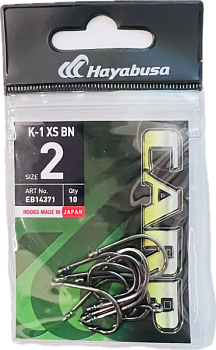 Hayabusa
K-1 XS BN
SIZE 2
ART No. Qty
EB14371 10
HOOKS MADE IN JAPAN
CARP